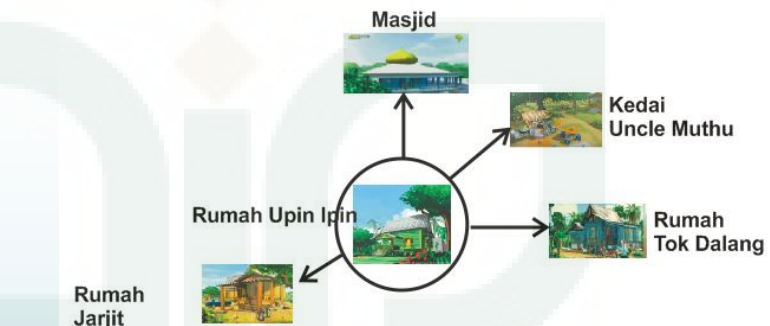 Masjid
Kedai
Uncle Muthu
Rumah Upin Ipin
Rumah
Tok Dalang
Rumah
Jarjit